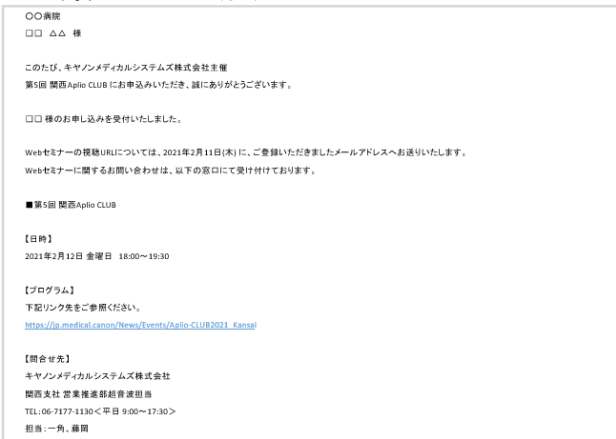 〇〇病院
□□ △△ 様
このたび、キヤノンメディカルシステムズ株式会社主催
第5回 関西Aplio CLUB にお申込みいただき、誠にありがとうございます。
□□ 様のお申し込みを受付いたしました。
Webセミナーの視聴URLについては、2021年2月11日(木) に、ご登録いただきましたメールアドレスへお送りいたします。
Webセミナーに関するお問い合わせは、以下の窓口にて受け付けております。
■第5回 関西Aplio CLUB
【日時】
2021年2月12日 金曜日 18:00～19:30
【プログラム】
下記リンク先をご参照ください。
https://jp.medical.canon/News/Events/Aplio-CLUB2021_Kansai
【問合せ先】
キヤノンメディカルシステムズ株式会社
関西支社 営業推進部超音波担当
TEL: 06-7177-1130＜平日 9:00～17:30＞
担当：一角、藤岡